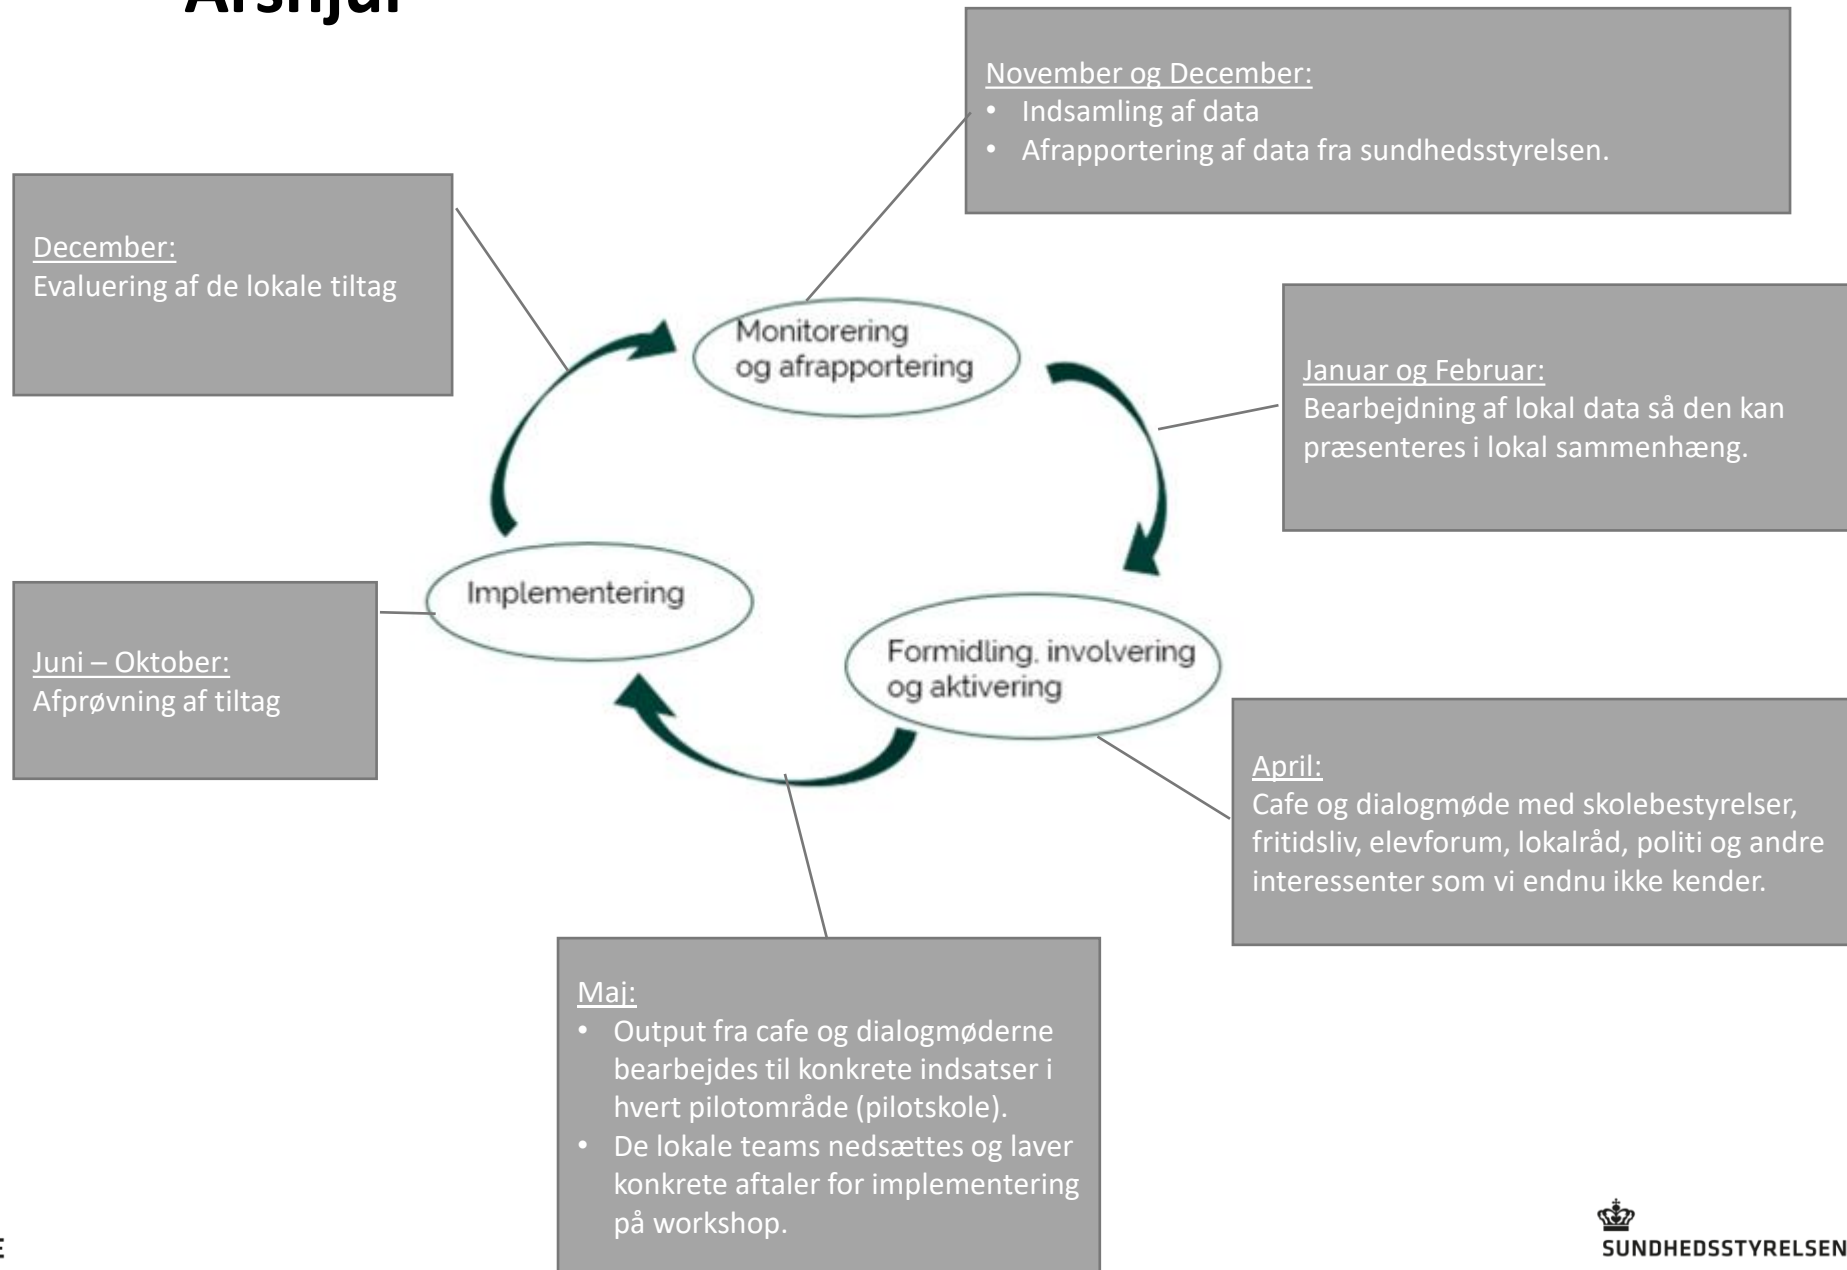 Årshjul
November og December:
• Indsamling af data
• Afrapportering af data fra sundhedsstyrelsen.
December:
Evaluering af de lokale tiltag
Monitorering
og afrapportering
Januar og Februar:
Bearbejdning af lokal data så den kan
præsenteres i lokal sammenhæng.
Implementering
Formidling, involvering
og aktivering
Juni – Oktober:
Afprøvning af tiltag
April:
Cafe og dialogmøde med skolebestyrelser,
fritidsliv, elevforum, lokalråd, politi og andre
interessenter som vi endnu ikke kender.
Maj:
• Output fra cafe og dialogmøderne
bearbejdes til konkrete indsatser i
hvert pilotområde (pilotskole).
• De lokale teams nedsættes og laver
konkrete aftaler for implementering
på workshop.
E
SUNDHEDSSTYRELSEN